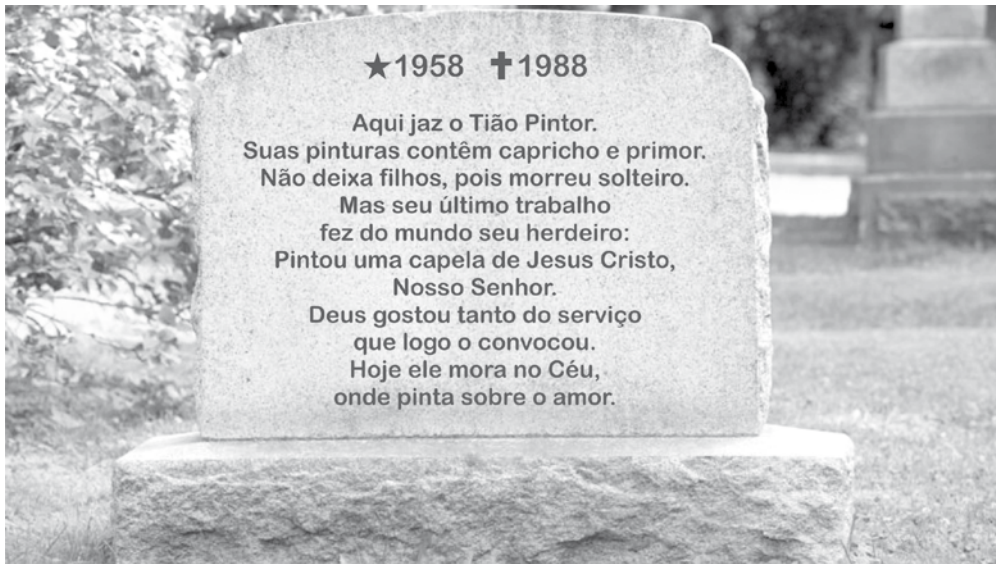 ★1958 ✝1988
Aqui jaz o Tião Pintor.
Suas pinturas contêm capricho e primor.
Não deixa filhos, pois morreu solteiro.
Mas seu último trabalho
fez do mundo seu herdeiro:
Pintou uma capela de Jesus Cristo,
Nosso Senhor.
Deus gostou tanto do serviço
que logo o convocou.
Hoje ele mora no Céu,
onde pinta sobre o amor.